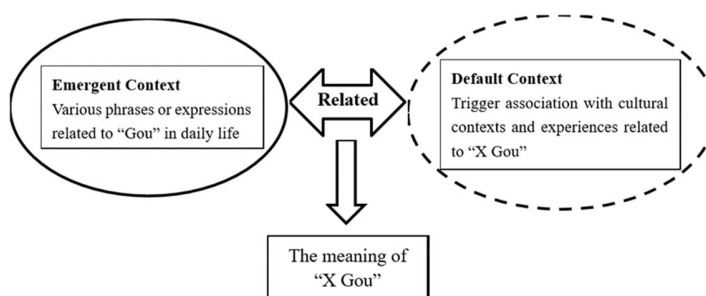 Emergent Context
Various phrases or expressions
related to “Gou” in daily life
Related
Default Context
Trigger association with cultural
contexts and experiences related
to “X Gou”
The meaning of
“X Gou”